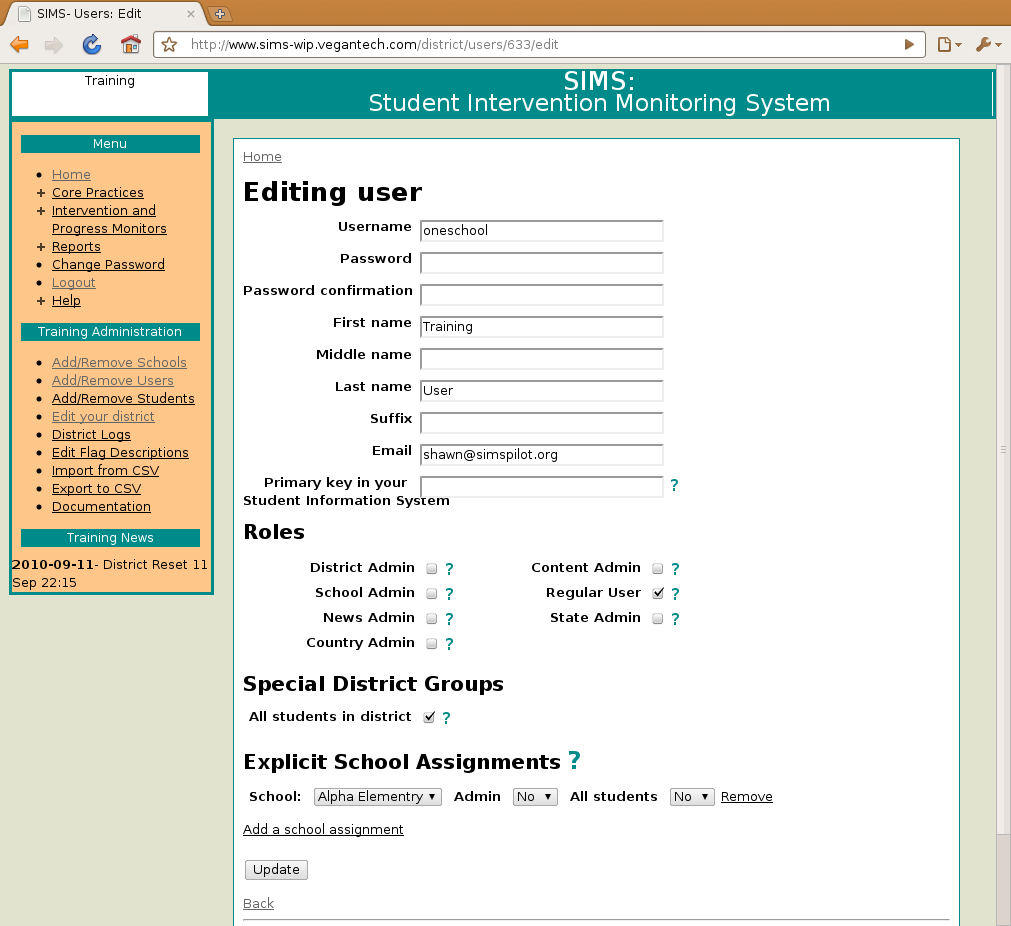 SIMS- Users: Edit
http://www.sims-wip.vegantech.com/district/users/633/edit
Training
SIMS:
Student Intervention Monitoring System
Menu
Home
Core Practices
Intervention and
Progress Monitors
Reports
Change Password
Logout
Help
Training Administration
Add/Remove Schools
Add/Remove Users
Add/Remove Students
Edit your district
District Logs
Edit Flag Descriptions
Import from CSV
Export to CSV
Documentation
Training News
2010-09-11- District Reset 11
Sep 22:15
Home
Editing user
Username oneschool
Password
Password confirmation
First name Training
Middle name
Last name User
Suffix
Email shawn@simspilot.org
Primary key in your ?
Student Information System
Roles
District Admin ? Content Admin ?
School Admin ? Regular User ?
News Admin ? State Admin ?
Country Admin ?
Special District Groups
All students in district ?
Explicit School Assignments ?
School: Alpha Elementry Admin No All students No Remove
Add a school assignment
Update
Back